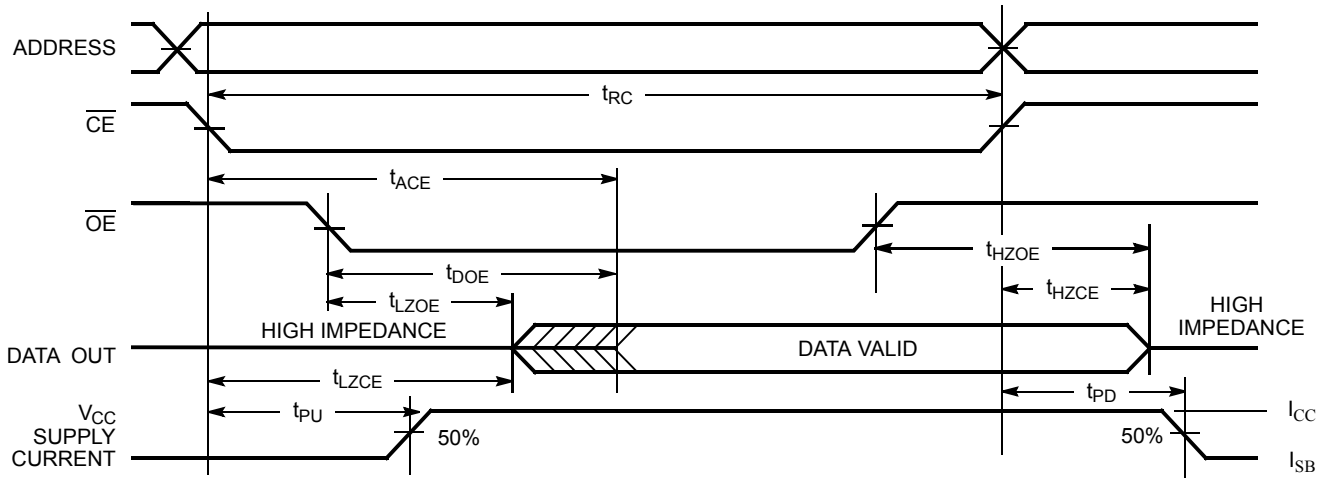 ADDRESS
tRC
CE
tACE
OE
tHZOE
tDOE
tLZOE
tHZCE
HIGH IMPEDANCE
HIGH
IMPEDANCE
DATA OUT
DATA VALID
tLZCE
tPU
tPD
VCC
SUPPLY
CURRENT
50%
50%
ICC
ISB